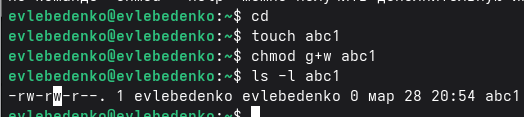 evlebedenko@evlebedenko:~$ cd
evlebedenko@evlebedenko:~$ touch abc1
evlebedenko@evlebedenko:~$ chmod g+w abc1
evlebedenko@evlebedenko:~$ ls -l abc1
-rw-rw-r--. 1 evlebedenko evlebedenko 0 мар 28 20:54 abc1
evlebedenko@evlebedenko:~$